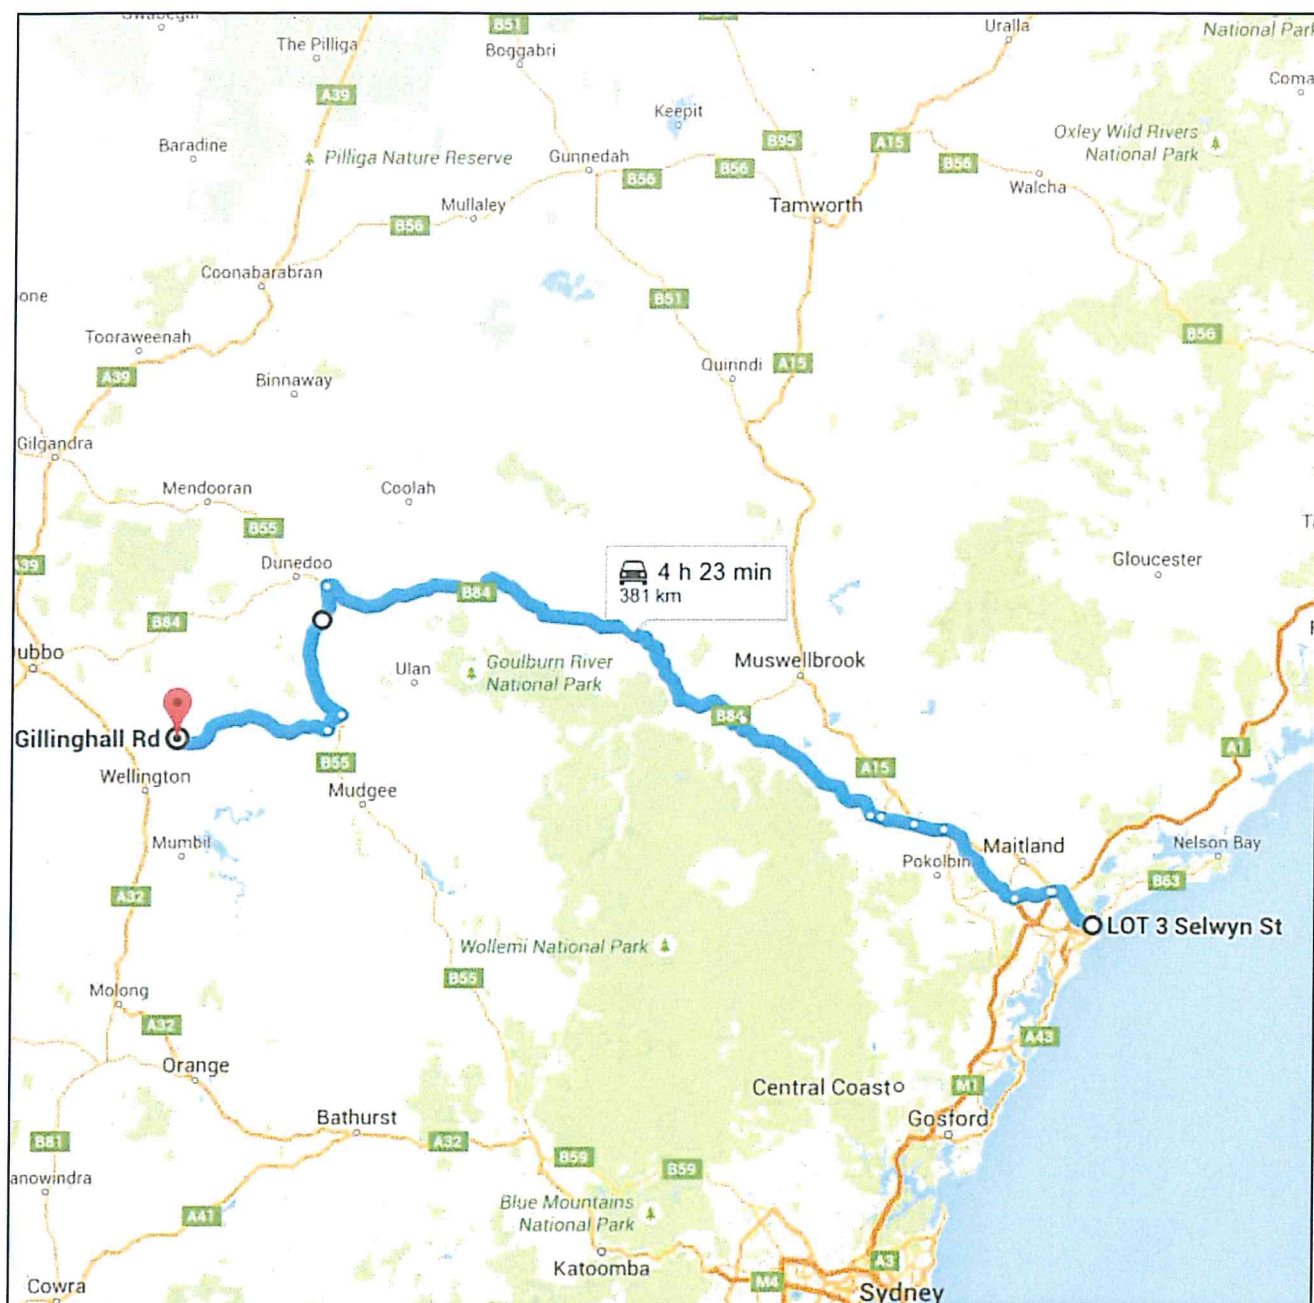 B51
Uralla
National Park
The Pilliga
Boggabri
A39
Keepit
Coma
Baradine
Pilliga Nature Reserve
Gunnedah
B95
A15
Oxley Wild Rivers
National Park
B56
B56
B56
Walcha
Mullaley
Tamworth
B56
Coonabarabran
one
B51
Tooraweenah
Quirindi
A15
B56
A39
Binnaway
Gilgandra
Mendooran
Coolah
B55
Dunedoo
A39
4 h 23 min
381 km
Gloucester
B84
B84
ubbo
Ulan
Goulburn River
National Park
Muswellbrook
B84
Gillinghall Rd
A1
Wellington
B55
A15
Mudgee
Mumbil
Maitland
Nelson Bay
Pokolbin
A32
B63
LOT 3 Selwyn St
Wollemi National Park
B55
Molong
A32
A43
Orange
Central Coast
M1
Gosford
Bathurst
B81
A32
B59
B59
anowindra
Blue Mountains
National Park
A41
Katoomba
A3
Cowra
M4
Sydney